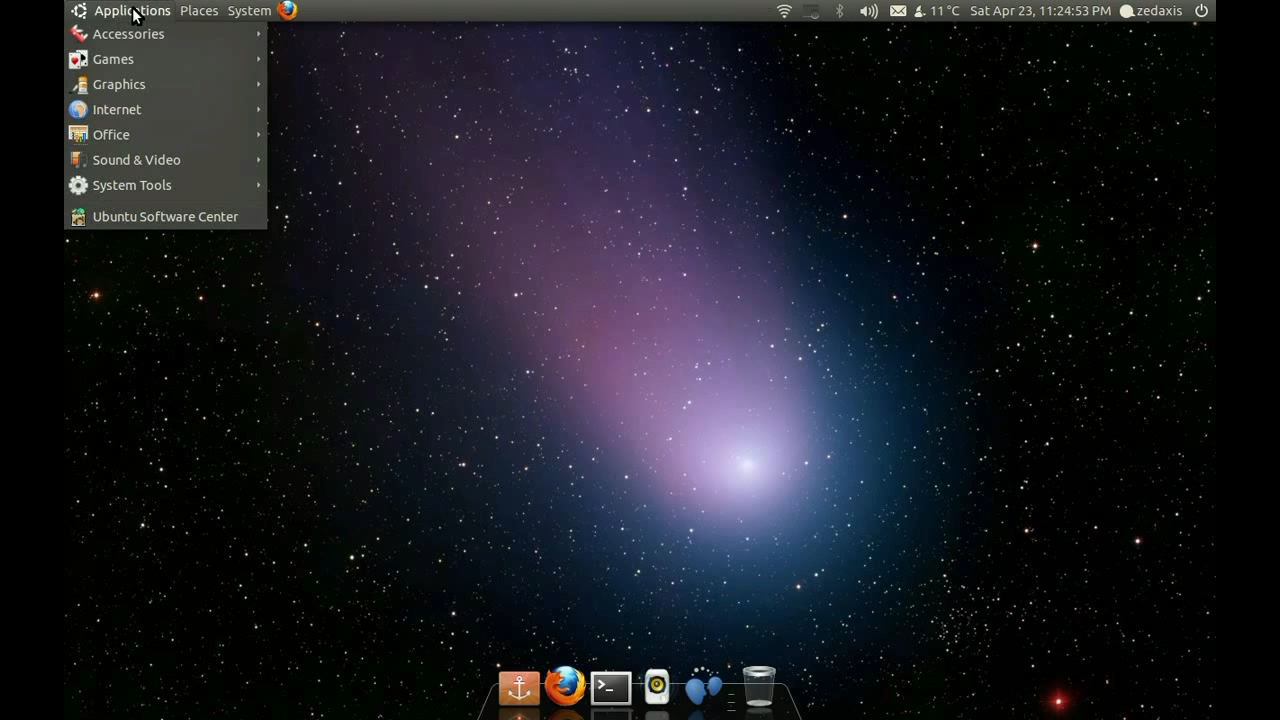 Applications Places System 11 °C Sat Apr 23, 11:24:53 PM zedaxis
Accessories
Games
Graphics
Internet
Office
Sound & Video
System Tools
Ubuntu Software Center
>_